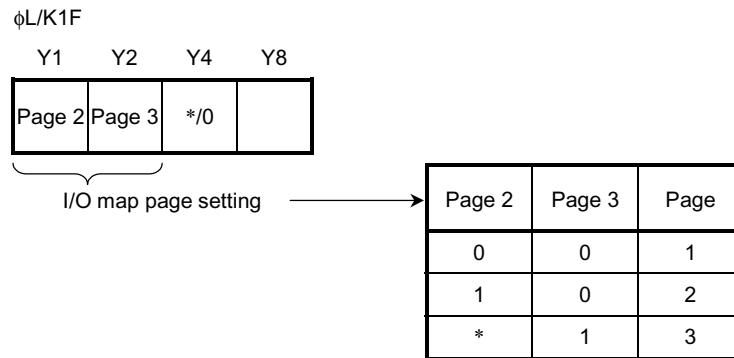 ϕL/K1F
Y1 Y2 Y4 Y8
Page 2 Page 3 */0
I/O map page setting
Page 2 Page 3 Page
0 0 1
1 0 2
* 1 3